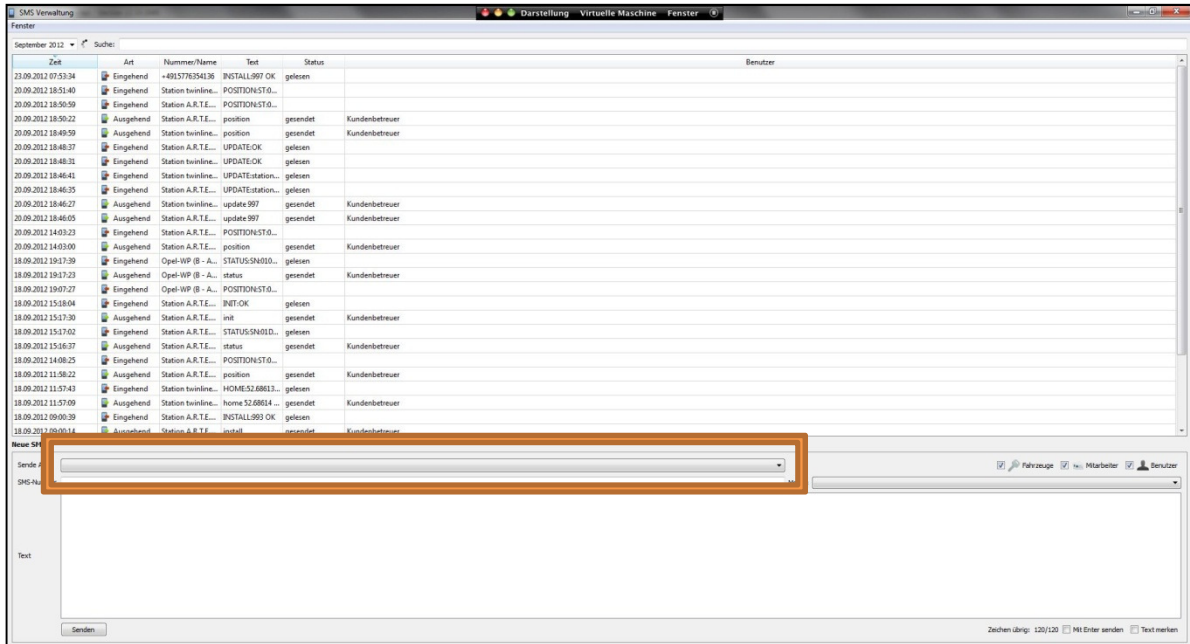 SMS Verwaltung
Darstellung Virtuelle Maschine Fenster
Fenster
September 2012 Suche:
Zeit Art Nummer/Name Text Status Benutzer
23.09.2012 07:53:34 Eingehend +4915776354136 INSTALL:997 OK gelesen
20.09.2012 18:51:40 Eingehend Station twinline... POSITION:ST:0...
20.09.2012 18:50:59 Eingehend Station A.R.T.E.... POSITION:ST:0...
20.09.2012 18:50:22 Ausgehend Station A.R.T.E.... position gesendet Kundenbetreuer
20.09.2012 18:49:59 Ausgehend Station twinline... position gesendet Kundenbetreuer
20.09.2012 18:48:37 Eingehend Station A.R.T.E.... UPDATE:OK gelesen
20.09.2012 18:48:31 Eingehend Station twinline... UPDATE:OK gelesen
20.09.2012 18:46:41 Eingehend Station twinline... UPDATE:station... gelesen
20.09.2012 18:46:35 Eingehend Station A.R.T.E.... UPDATE:station... gelesen
20.09.2012 18:46:27 Ausgehend Station twinline... update 997 gesendet Kundenbetreuer
20.09.2012 18:46:05 Ausgehend Station A.R.T.E.... update 997 gesendet Kundenbetreuer
20.09.2012 14:03:23 Eingehend Station A.R.T.E.... POSITION:ST:0...
20.09.2012 14:03:00 Ausgehend Station A.R.T.E.... position gesendet Kundenbetreuer
18.09.2012 19:17:39 Eingehend Opel-WP (B - A... STATUS:SN:010... gelesen
18.09.2012 19:17:23 Ausgehend Opel-WP (B - A... status gesendet Kundenbetreuer
18.09.2012 19:07:27 Eingehend Opel-WP (B - A... POSITION:ST:0...
18.09.2012 15:18:04 Eingehend Station A.R.T.E.... INIT:OK gelesen
18.09.2012 15:17:30 Ausgehend Station A.R.T.E.... init gesendet Kundenbetreuer
18.09.2012 15:17:02 Eingehend Station A.R.T.E.... STATUS:SN:01D... gelesen
18.09.2012 15:16:37 Ausgehend Station A.R.T.E.... status gesendet Kundenbetreuer
18.09.2012 14:08:25 Eingehend Station A.R.T.E.... POSITION:ST:0...
18.09.2012 11:58:22 Ausgehend Station A.R.T.E.... position gesendet Kundenbetreuer
18.09.2012 11:57:43 Eingehend Station twinline... HOME:52.68613... gelesen
18.09.2012 11:57:09 Ausgehend Station twinline... home 52.68614 ... gesendet Kundenbetreuer
18.09.2012 09:00:39 Eingehend Station A.R.T.E.... INSTALL:993 OK gelesen
18.09.2012 09:00:14 Ausgehend Station A.R.T.E.... install gesendet Kundenbetreuer
Neue SM
Sende A Fahrzeuge Mitarbeiter Benutzer
SMS-Nu
Text
Senden Zeichen übrig: 120/120 Mit Enter senden Text merken